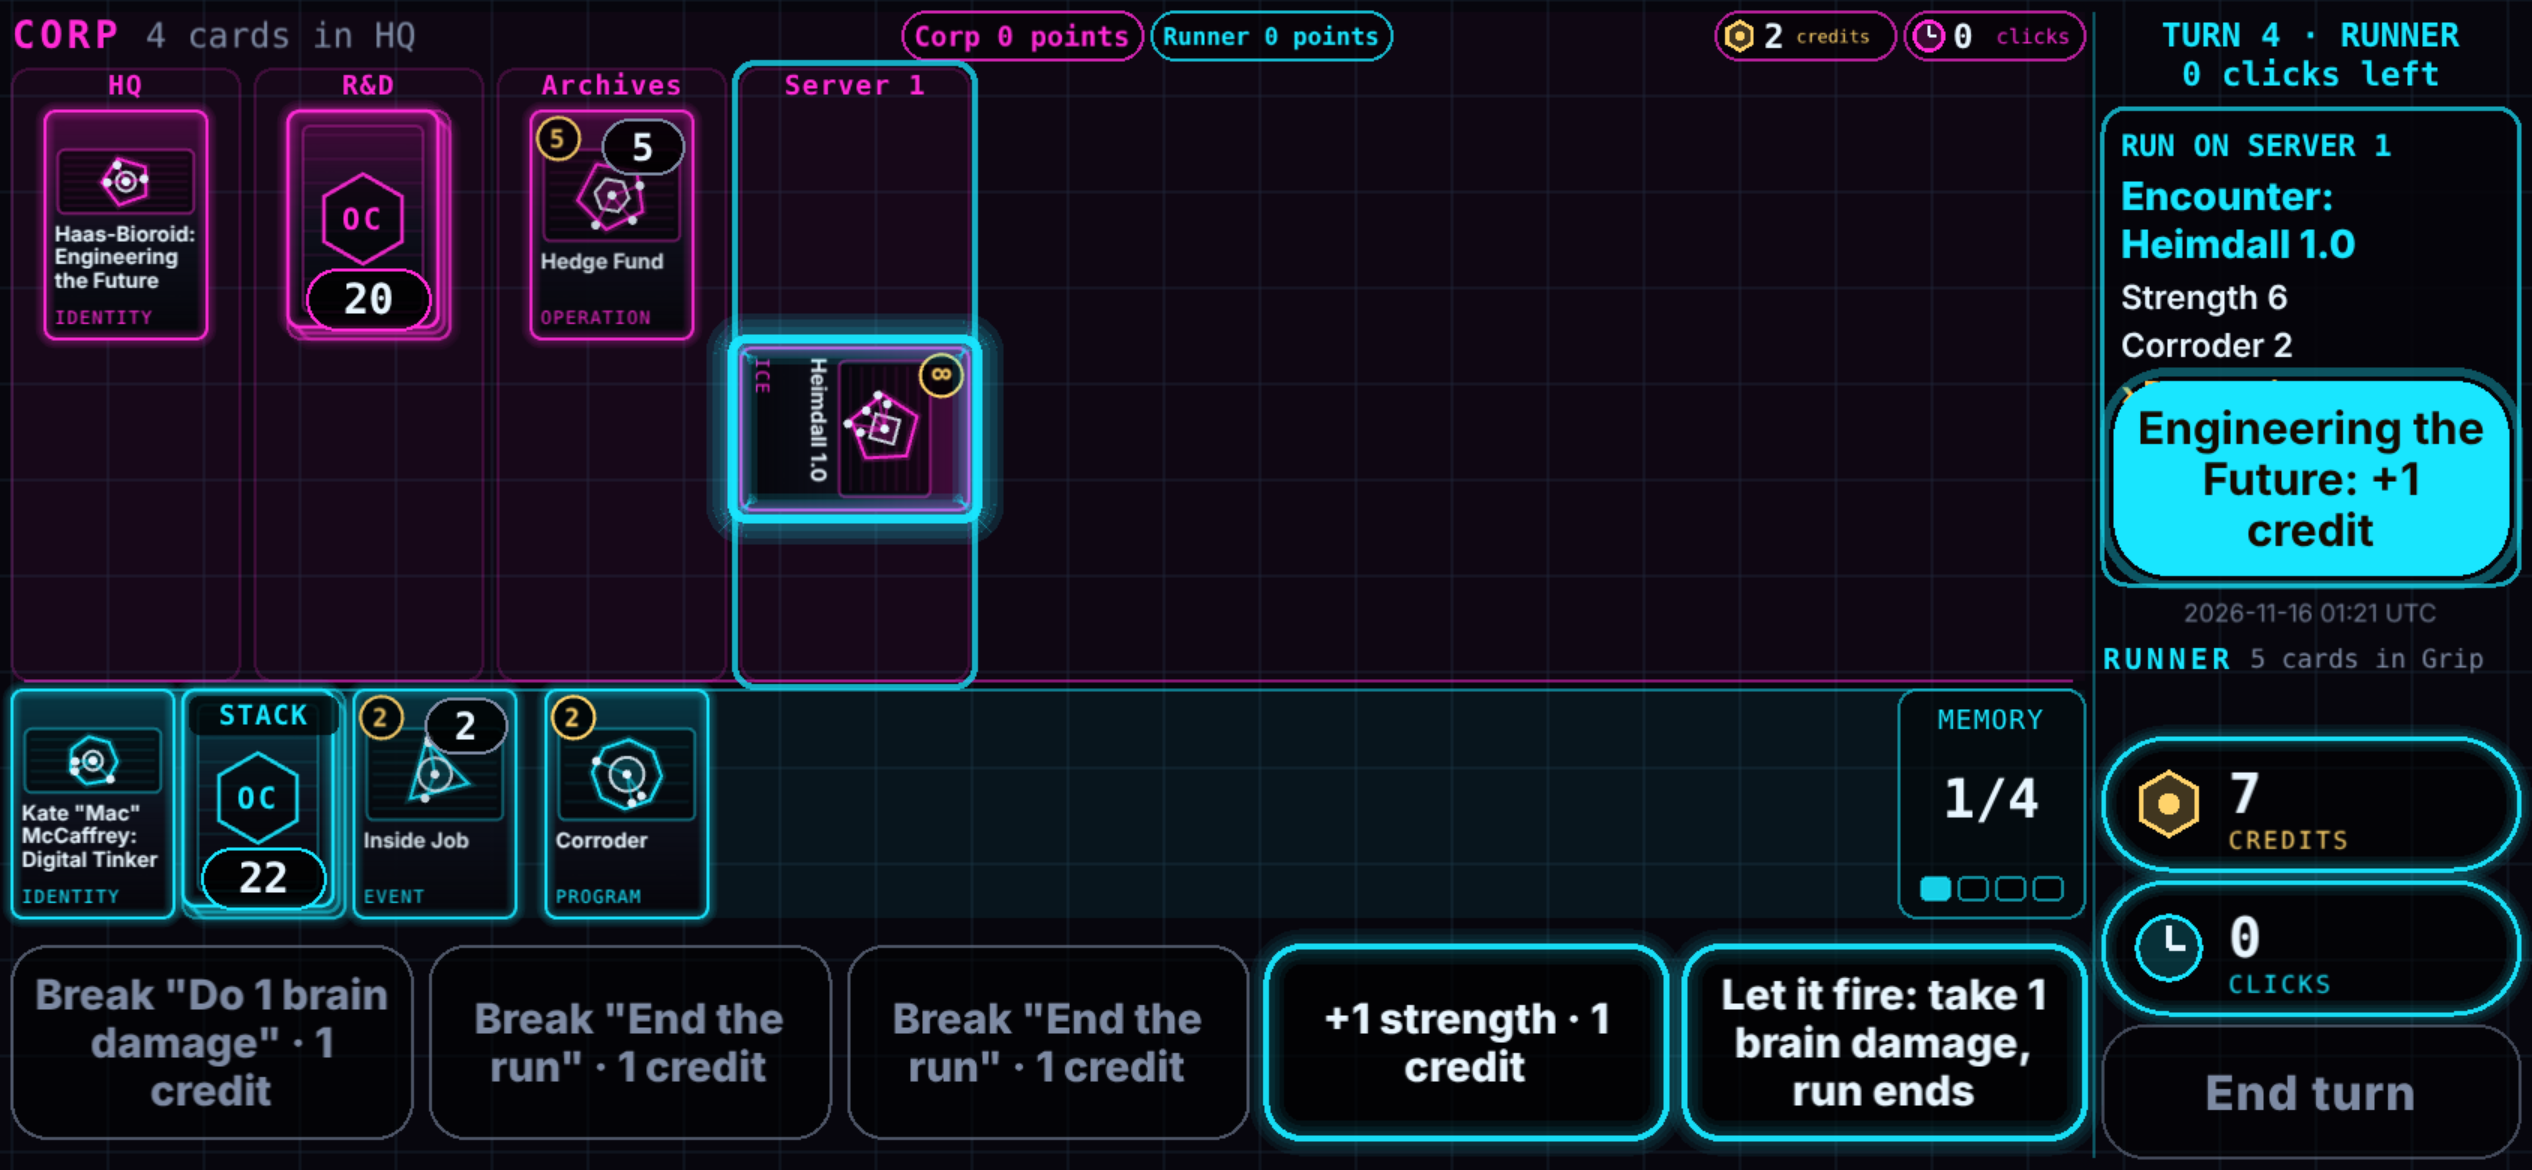 CORP 4 cards in HQ
Corp 0 points
Runner 0 points
2 credits
0 clicks
TURN 4 · RUNNER
0 clicks left
HQ
R&D
Archives
Server 1
Haas-Bioroid:
Engineering
the Future
IDENTITY
OC
20
5
5
Hedge Fund
OPERATION
ICE
Heimdall 1.0
8
RUN ON SERVER 1
Encounter:
Heimdall 1.0
Strength 6
Corroder 2
Engineering the
Future: +1
credit
2026-11-16 01:21 UTC
RUNNER 5 cards in Grip
Kate "Mac"
McCaffrey:
Digital Tinker
IDENTITY
STACK
OC
22
2
2
Inside Job
EVENT
2
Corroder
PROGRAM
MEMORY
1/4
7
CREDITS
0
CLICKS
Break "Do 1 brain
damage" · 1
credit
Break "End the
run" · 1 credit
Break "End the
run" · 1 credit
+1 strength · 1
credit
Let it fire: take 1
brain damage,
run ends
End turn